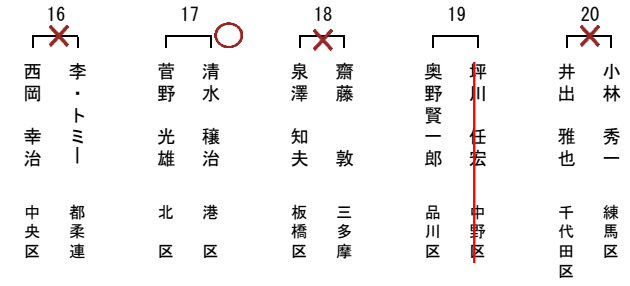 16
李・トミー 都柔連
西岡 幸治 中央区
17
清水 穣治 港区
菅野 光雄 北区
18
齋藤 敦 三多摩
泉澤 知夫 板橋区
19
坪川 任宏 中野区
奥野賢一郎 品川区
20
小林 秀一 練馬区
井出 雅也 千代田区